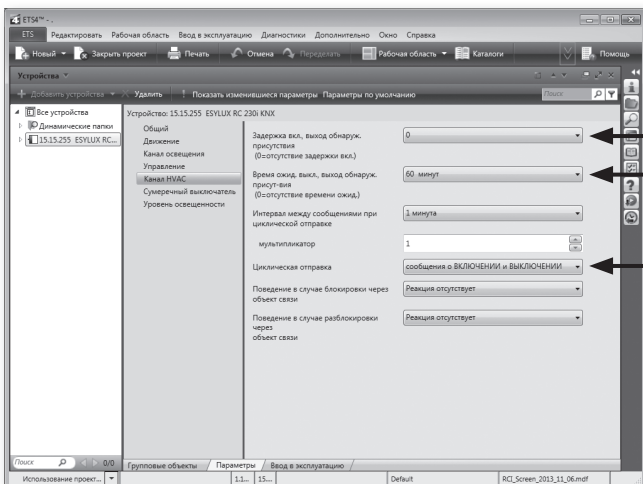 ETS4™ - .
ETS Редактировать Рабочая область Ввод в эксплуатацию Диагностики Дополнительно Окно Справка
Новый Закрыть проект Печать Отмена Переделать Рабочая область Каталоги Помощь
Устройства
Добавить устройства Удалить ! Показать изменившиеся параметры Параметры по умолчанию Поиск
Все устройства
Динамические папки
15.15.255 ESYLUX RC...
Устройство: 15.15.255 ESYLUX RC 230i KNX
Общий
Движение
Канал освещения
Управление
Канал HVAC
Сумеречный выключатель
Уровень освещенности
Задержка вкл., выход обнаруж. 0
присутствия
(0=отсутствие задержки вкл.)
Время ожид. выкл., выход обнаруж. 60 минут
присут-вия
(0=отсутствие времени ожид.)
Интервал между сообщениями при 1 минута
циклической отправке
мультипликатор 1
Циклическая отправка сообщения о ВКЛЮЧЕНИИ и ВЫКЛЮЧЕНИИ
Поведение в случае блокировки через Реакция отсутствует
объект связи
Поведение в случае разблокировки Реакция отсутствует
через
объект связи
Поиск 0/0
Групповые объекты Параметры Ввод в эксплуатацию
Использование проект... 1.1... 15.... Default RCI_Screen_2013_11_06.mdf